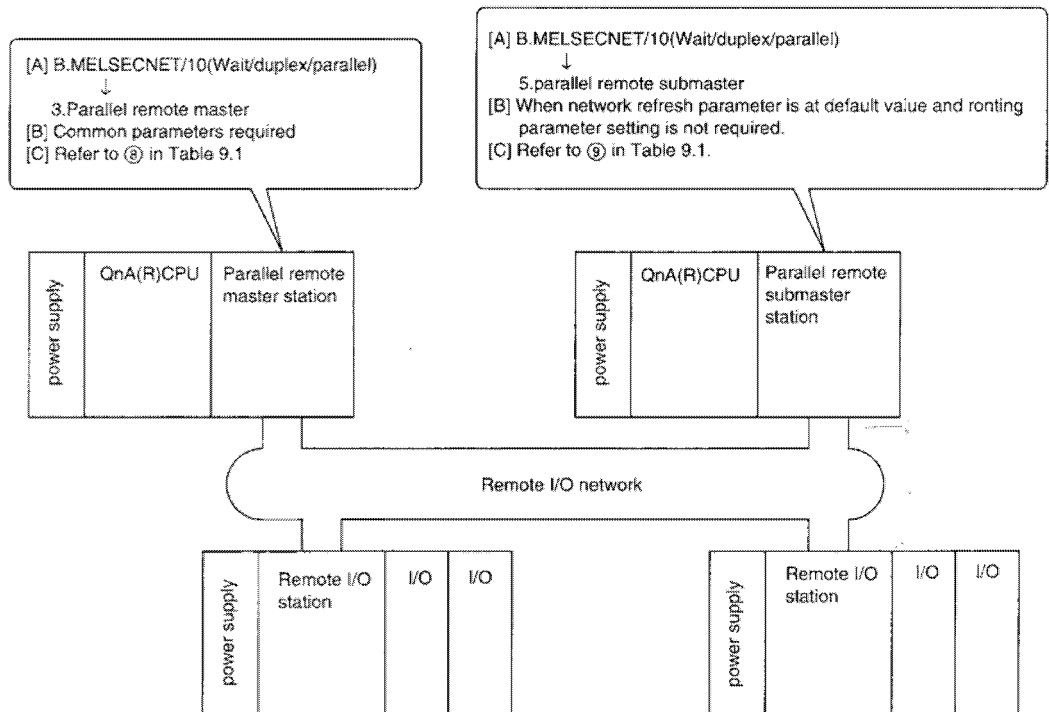 [A] B.MELSECNET/10(Wait/duplex/parallel)
↓
3.Parallel remote master
[B] Common parameters required
[C] Refer to ⑧ in Table 9.1
[A] B.MELSECNET/10(Wait/duplex/parallel)
↓
5.parallel remote submaster
[B] When network refresh parameter is at default value and ronting
parameter setting is not required.
[C] Refer to ⑨ in Table 9.1.
power supply
QnA(R)CPU
Parallel remote
master station
power supply
QnA(R)CPU
Parallel remote
submaster
station
Remote I/O network
power supply
Remote I/O
station
I/O
I/O
power supply
Remote I/O
station
I/O
I/O